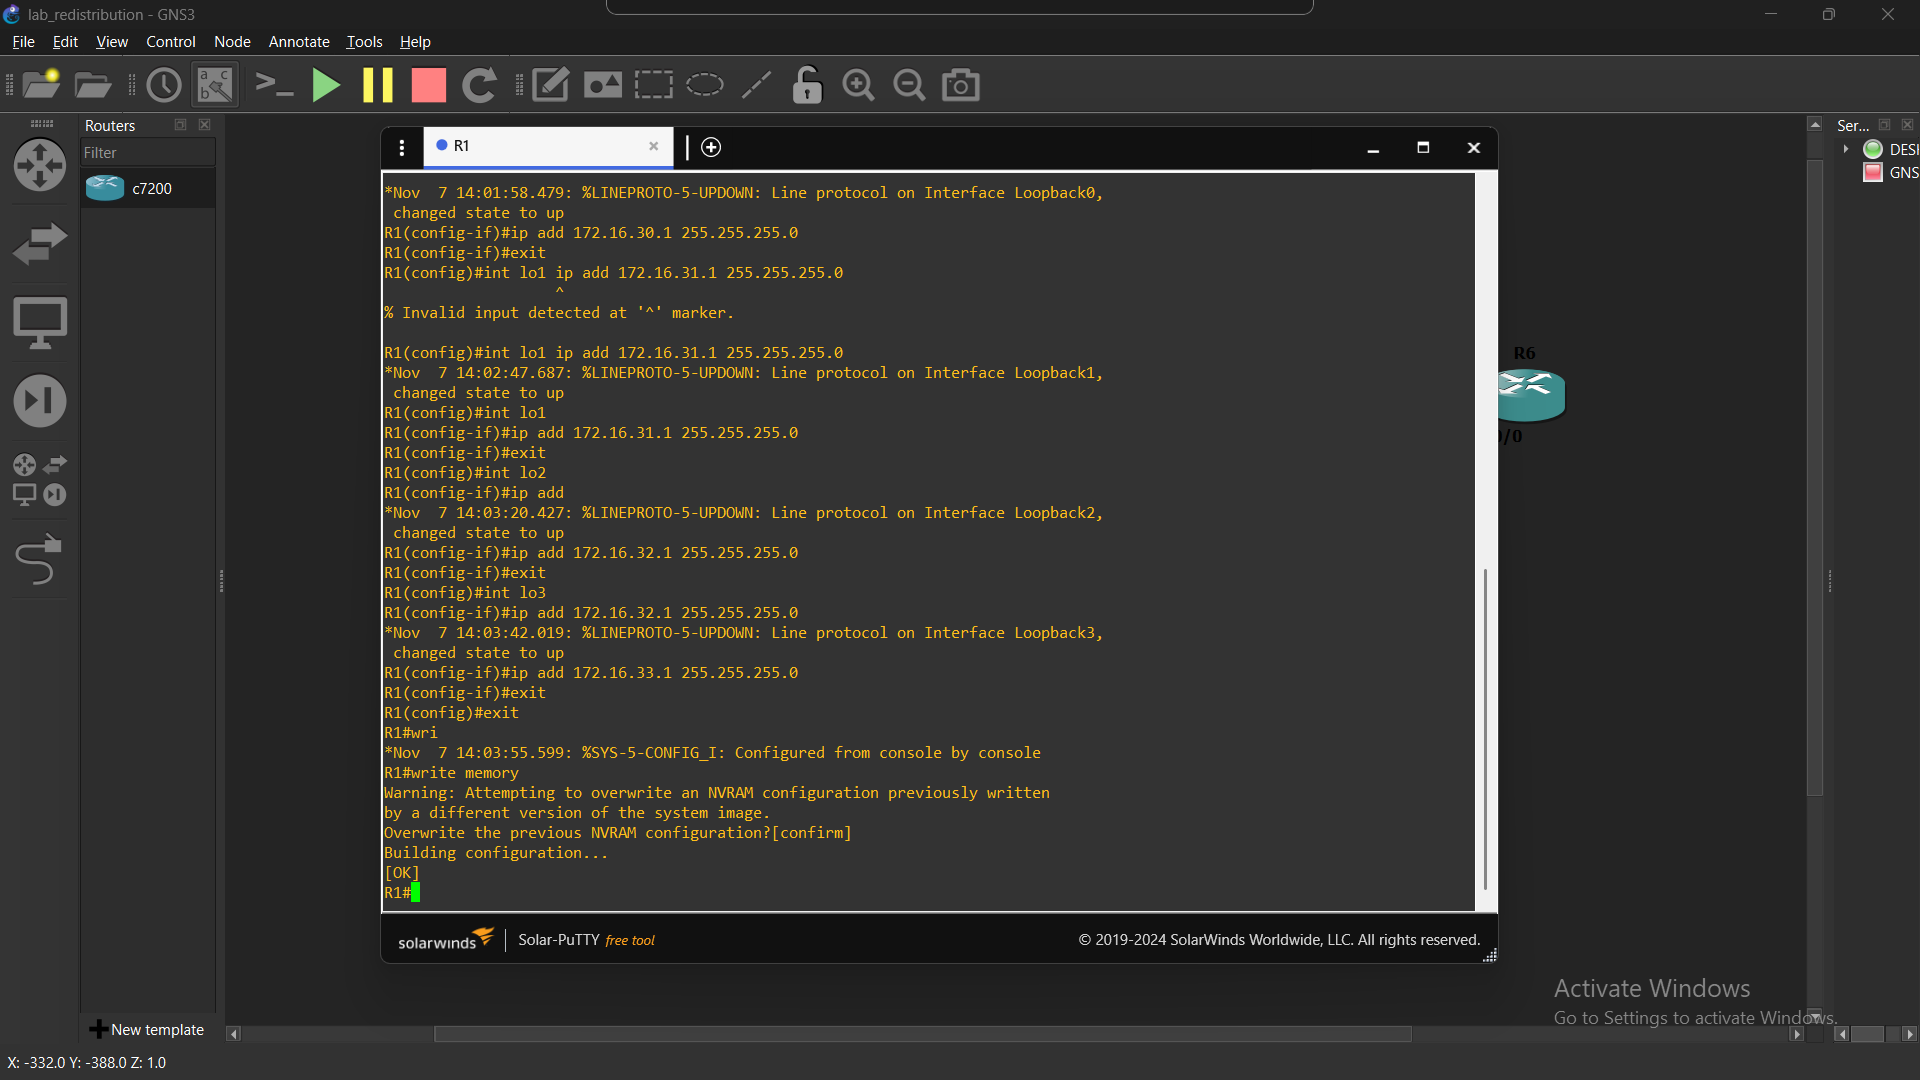 lab_redistribution - GNS3
File Edit View Control Node Annotate Tools Help
Routers
Filter
c7200
New template
R1
*Nov  7 14:01:58.479: %LINEPROTO-5-UPDOWN: Line protocol on Interface Loopback0,
 changed state to up
R1(config-if)#ip add 172.16.30.1 255.255.255.0
R1(config-if)#exit
R1(config)#int lo1 ip add 172.16.31.1 255.255.255.0
^
% Invalid input detected at '^' marker.
R1(config)#int lo1 ip add 172.16.31.1 255.255.255.0
*Nov  7 14:02:47.687: %LINEPROTO-5-UPDOWN: Line protocol on Interface Loopback1,
 changed state to up
R1(config)#int lo1
R1(config-if)#ip add 172.16.31.1 255.255.255.0
R1(config-if)#exit
R1(config)#int lo2
R1(config-if)#ip add
*Nov  7 14:03:20.427: %LINEPROTO-5-UPDOWN: Line protocol on Interface Loopback2,
 changed state to up
R1(config-if)#ip add 172.16.32.1 255.255.255.0
R1(config-if)#exit
R1(config)#int lo3
R1(config-if)#ip add 172.16.32.1 255.255.255.0
*Nov  7 14:03:42.019: %LINEPROTO-5-UPDOWN: Line protocol on Interface Loopback3,
 changed state to up
R1(config-if)#ip add 172.16.33.1 255.255.255.0
R1(config-if)#exit
R1(config)#exit
R1#wri
*Nov  7 14:03:55.599: %SYS-5-CONFIG_I: Configured from console by console
R1#write memory
Warning: Attempting to overwrite an NVRAM configuration previously written
by a different version of the system image.
Overwrite the previous NVRAM configuration?[confirm]
Building configuration...
[OK]
R1#
solarwinds Solar-PuTTY free tool © 2019-2024 SolarWinds Worldwide, LLC. All rights reserved.
R6
/0
Ser...
DESH
GNS
Activate Windows
Go to Settings to activate Windows.
X: -332.0 Y: -388.0 Z: 1.0